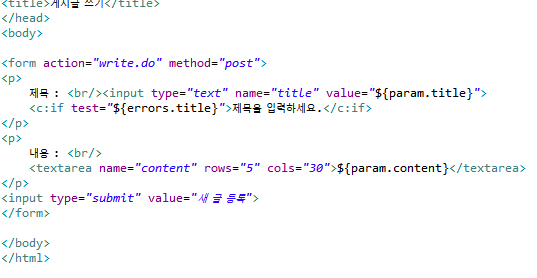 <title>게시글 쓰기</title>
</head>
<body>
<form action="write.do" method="post">
<p>
제목 : <br/><input type="text" name="title" value="${param.title}">
<c:if test="${errors.title}">제목을 입력하세요.</c:if>
</p>
<p>
내용 : <br/>
<textarea name="content" rows="5" cols="30">${param.content}</textarea>
</p>
<input type="submit" value="새 글 등록">
</form>
</body>
</html>